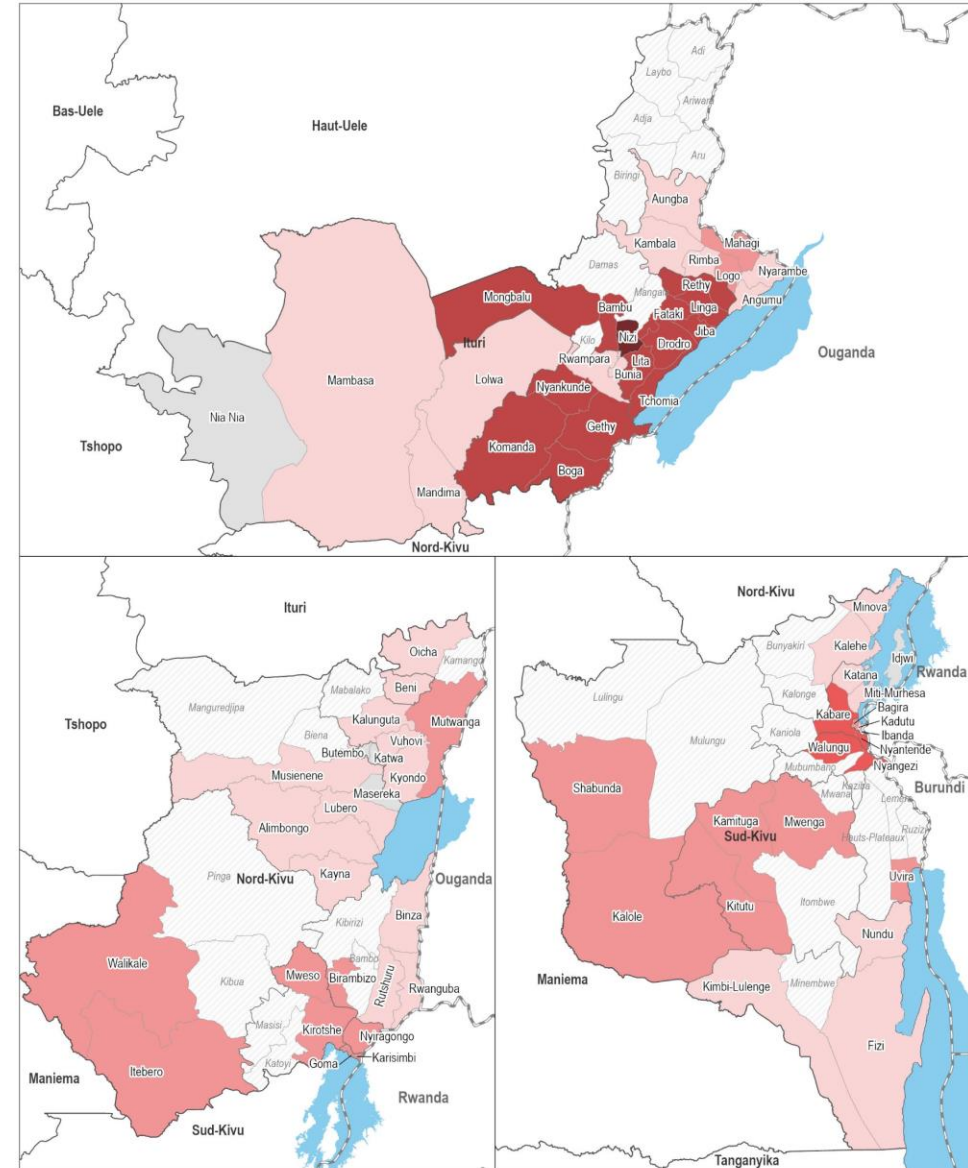 Adi
Laybo
Bas-Uele
Ariwara
Haut-Uele
Adja
Aru
Biringi
Aungba
Kambala
Mahagi
Damas
Rimba
Logo
Nyarambe
Rethy
Mangal
Angumu
Mongbalu
Bambu
Linga
Fataki
Jiba
Nizi
Kilo
Ituri
Drodro
Rwampara
Lita
Ouganda
Mambasa
Lolwa
Bunia
Nyankunde
Tchomia
Nia Nia
Gethy
Tshopo
Komanda
Boga
Mandima
Nord-Kivu
Ituri
Oicha
Kamango
Mabalako
Beni
Manguredjipa
Tshopo
Kalunguta
Mutwanga
Biena
Vuhovi
Butembo
Katwa
Musienene
Kyondo
Masereka
Lubero
Alimbongo
Pinga
Nord-Kivu
Kayna
Ouganda
Kibirizi
Binza
Walikale
Bambo
Mweso
Birambizo
Kibua
Rutshuru
Rwanguba
Masisi
Kirotshe
Nyiragongo
Katoyi
Goma
Karisimbi
Itebero
Maniema
Rwanda
Sud-Kivu
Nord-Kivu
Minova
Bunyakiri
Kalehe
Idjwi
Katana
Rwanda
Lulingu
Kalonge
Miti-Murhesa
Bagira
Kabare
Kadutu
Kaniola
Ibanda
Mulungu
Walungu
Nyantende
Mubumbano
Nyangezi
Shabunda
Kaziba
Burundi
Mwana
Lemera
Kamituga
Mwenga
Ruzizi
Sud-Kivu
Hauts-Plateaux
Uvira
Itombwe
Kalole
Kitutu
Nundu
Maniema
Kimbi-Lulenge
Minembwe
Fizi
Tanganyika